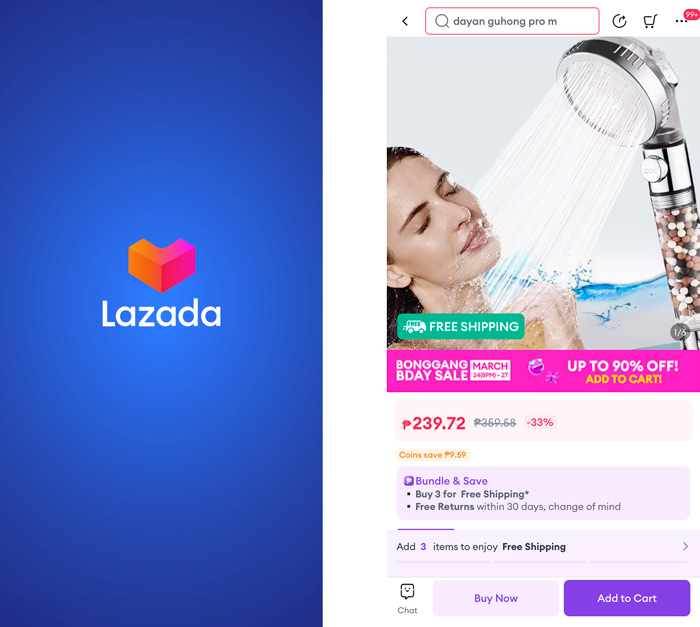 Lazada
dayan guhong pro m
99+
FREE
FREE SHIPPING
1/6
BONGGANG
BDAY SALE
MARCH
24(8PM) – 27
UP TO 90% OFF!
ADD TO CART!
₱239.72 ₱359.58 -33%
Coins save ₱9.59
Bundle & Save
• Buy 3 for Free Shipping*
• Free Returns within 30 days, change of mind
Add 3 items to enjoy Free Shipping
Chat
Buy Now
Add to Cart